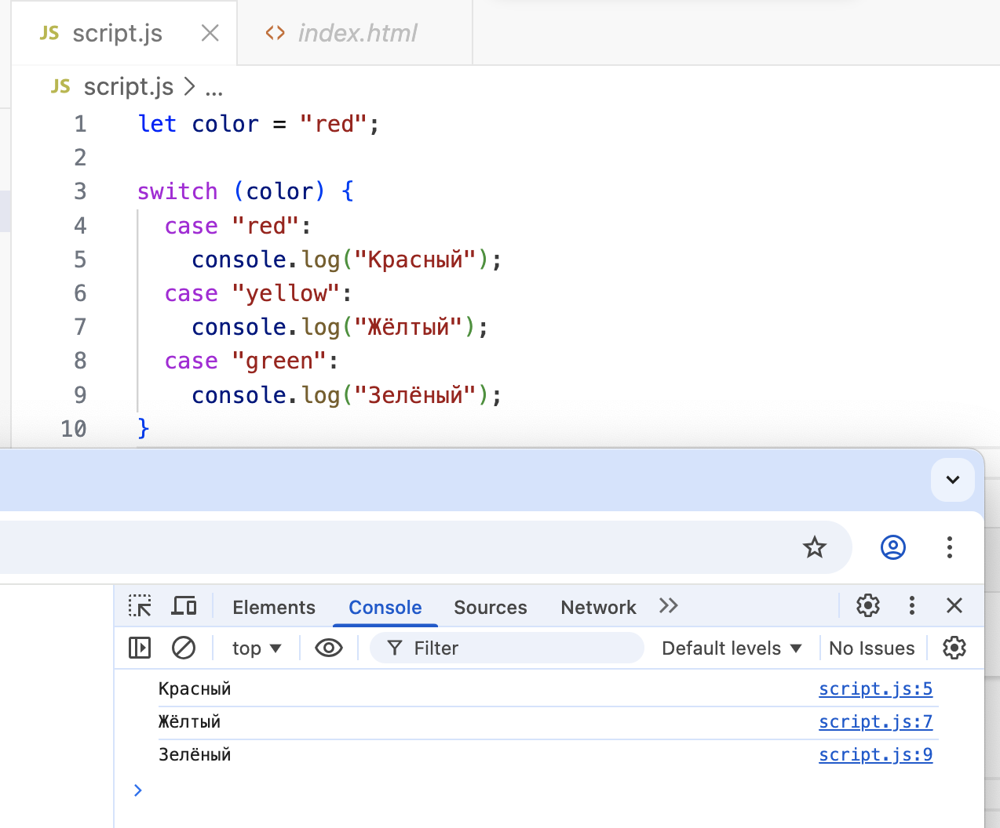 JS script.js
index.html
JS script.js > ...
1 let color = "red";
2
3 switch (color) {
4 case "red":
5 console.log("Красный");
6 case "yellow":
7 console.log("Жёлтый");
8 case "green":
9 console.log("Зелёный");
10 }
Elements Console Sources Network
top Filter Default levels No Issues
Красный script.js:5
Жёлтый script.js:7
Зелёный script.js:9